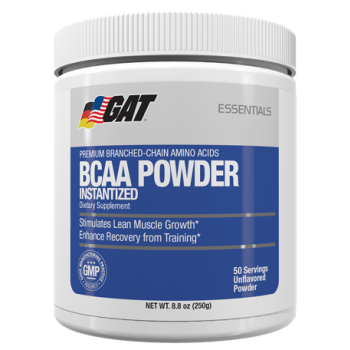 GAT
ESSENTIALS
PREMIUM BRANCHED-CHAIN AMINO ACIDS
BCAA POWDER
INSTANTIZED
Dietary Supplement
Stimulates Lean Muscle Growth*
Enhance Recovery from Training*
GMP
50 Servings
Unflavored
Powder
NET WT. 8.8 oz (250g)